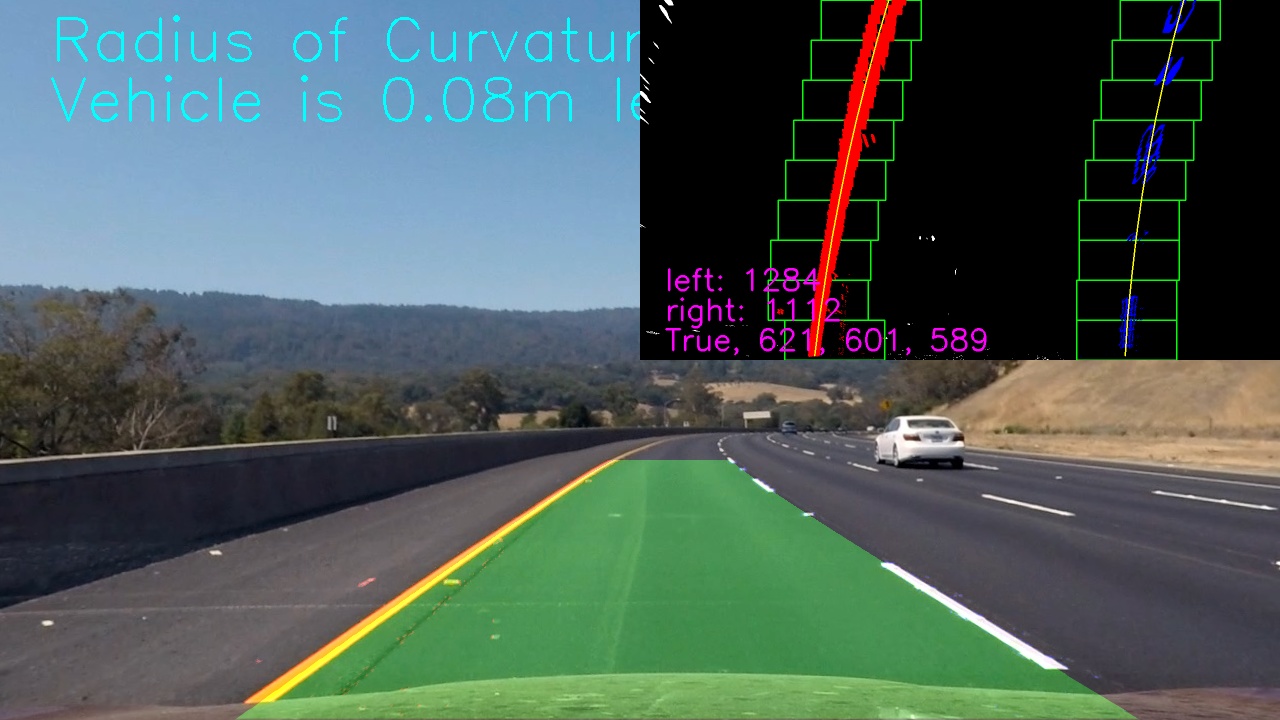 Radius of Curvatur
Vehicle is 0.08m le
left: 1284
right: 1112
True, 621, 601, 589